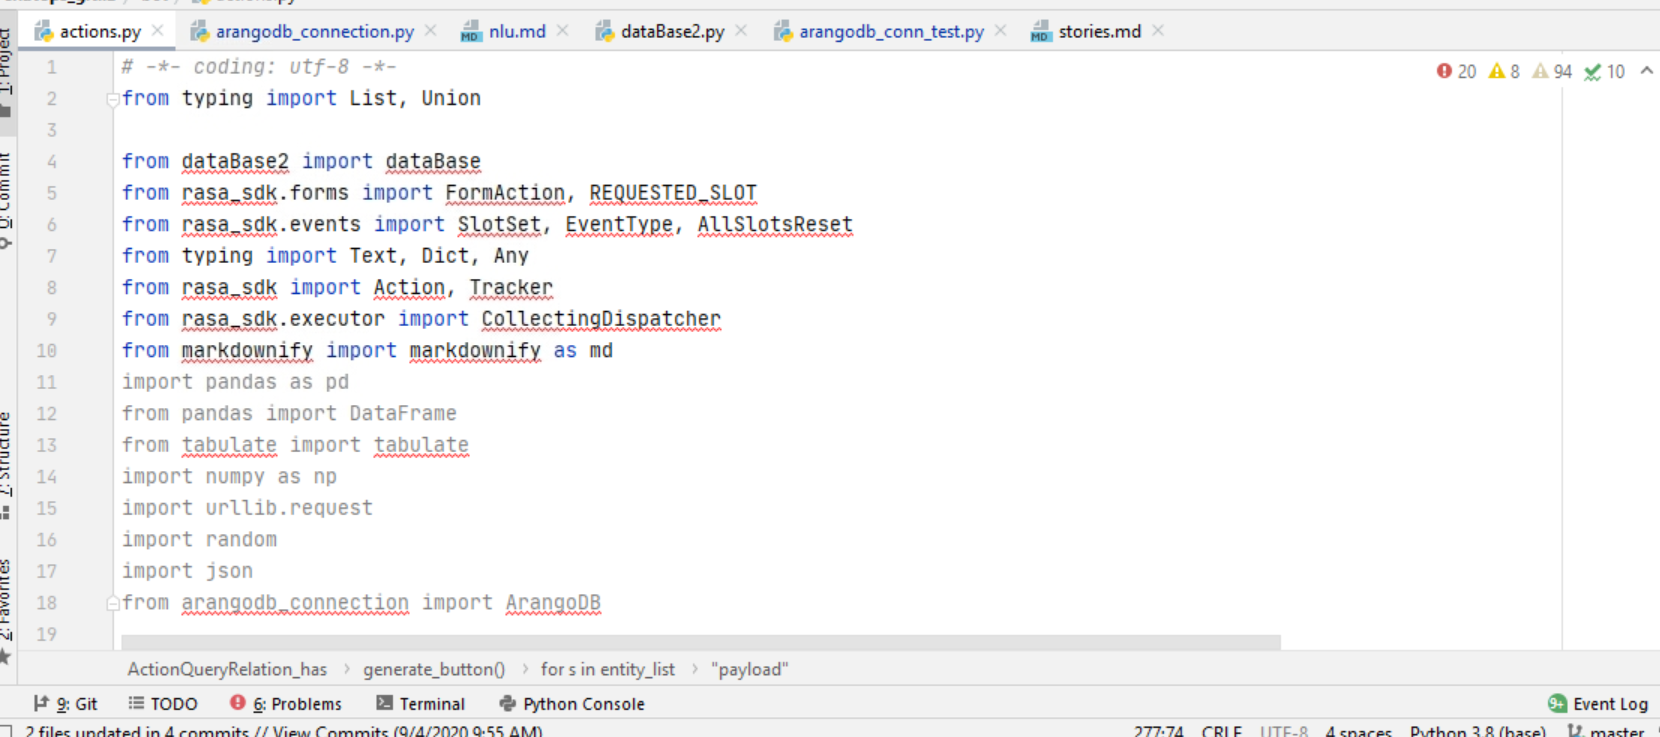 actions.py
arangodb_connection.py
nlu.md
dataBase2.py
arangodb_conn_test.py
stories.md
1: Project
0: Commit
7: Structure
2: Favorites
20 8 94 10
1 # -*- coding: utf-8 -*-
2 from typing import List, Union
3
4 from dataBase2 import dataBase
5 from rasa_sdk.forms import FormAction, REQUESTED_SLOT
6 from rasa_sdk.events import SlotSet, EventType, AllSlotsReset
7 from typing import Text, Dict, Any
8 from rasa_sdk import Action, Tracker
9 from rasa_sdk.executor import CollectingDispatcher
10 from markdownify import markdownify as md
11 import pandas as pd
12 from pandas import DataFrame
13 from tabulate import tabulate
14 import numpy as np
15 import urllib.request
16 import random
17 import json
18 from arangodb_connection import ArangoDB
19
ActionQueryRelation_has › generate_button() › for s in entity_list › "payload"
9: Git TODO 6: Problems Terminal Python Console 9+ Event Log
2 files updated in 4 commits // View Commits (9/4/2020 9:55 AM) 277:74 CRLF UTF-8 4 spaces Python 3.8 (base) master